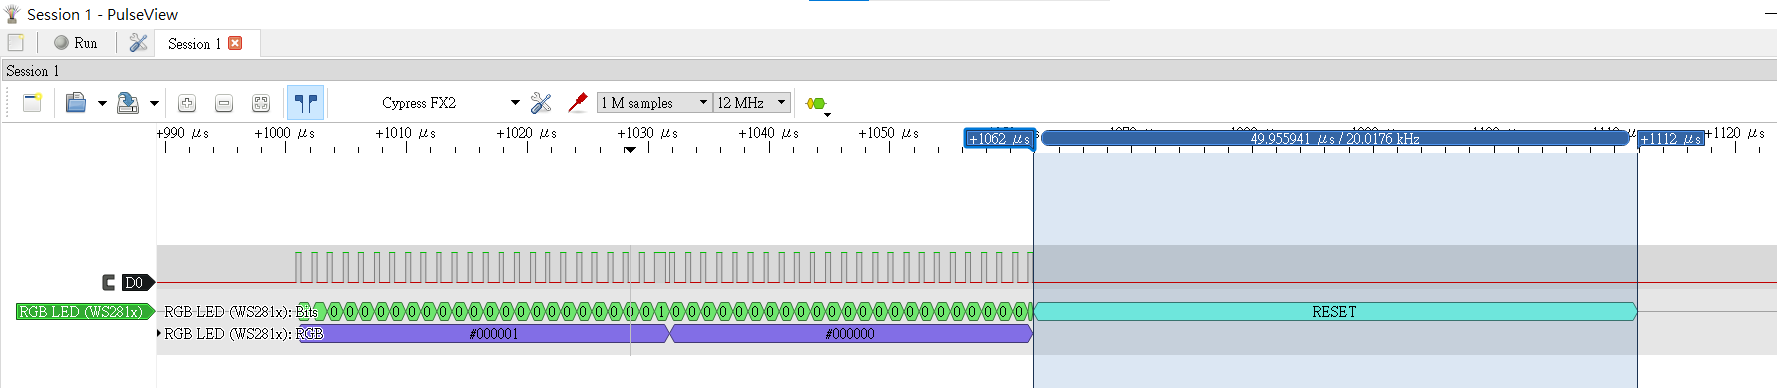 Session 1 - PulseView
Run
Session 1
Session 1
Cypress FX2
1 M samples
12 MHz
+990 μs +1000 μs +1010 μs +1020 μs +1030 μs +1040 μs +1050 μs +1062 μs 49.955941 μs / 20.0176 kHz +1112 μs +1120 μs
D0
RGB LED (WS281x)
RGB LED (WS281x): Bits
0 0 0 0 0 0 0 0 0 0 0 0 0 0 0 0 0 0 0 0 0 1 0 0 0 0 0 0 0 0 0 0 0 0 0 0 0 0 0 0 0 0 0 0 0
RESET
RGB LED (WS281x): RGB
#000001
#000000